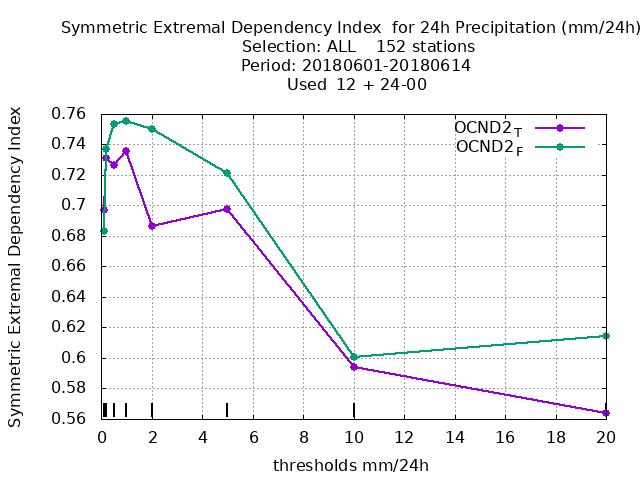 Symmetric Extremal Dependency Index  for 24h Precipitation (mm/24h)
Selection: ALL    152 stations
Period: 20180601-20180614
Used  12 + 24-00
Symmetric Extremal Dependency Index
0.76
0.74
0.72
0.7
0.68
0.66
0.64
0.62
0.6
0.58
0.56
OCND2T
OCND2F
0 2 4 6 8 10 12 14 16 18 20
thresholds mm/24h